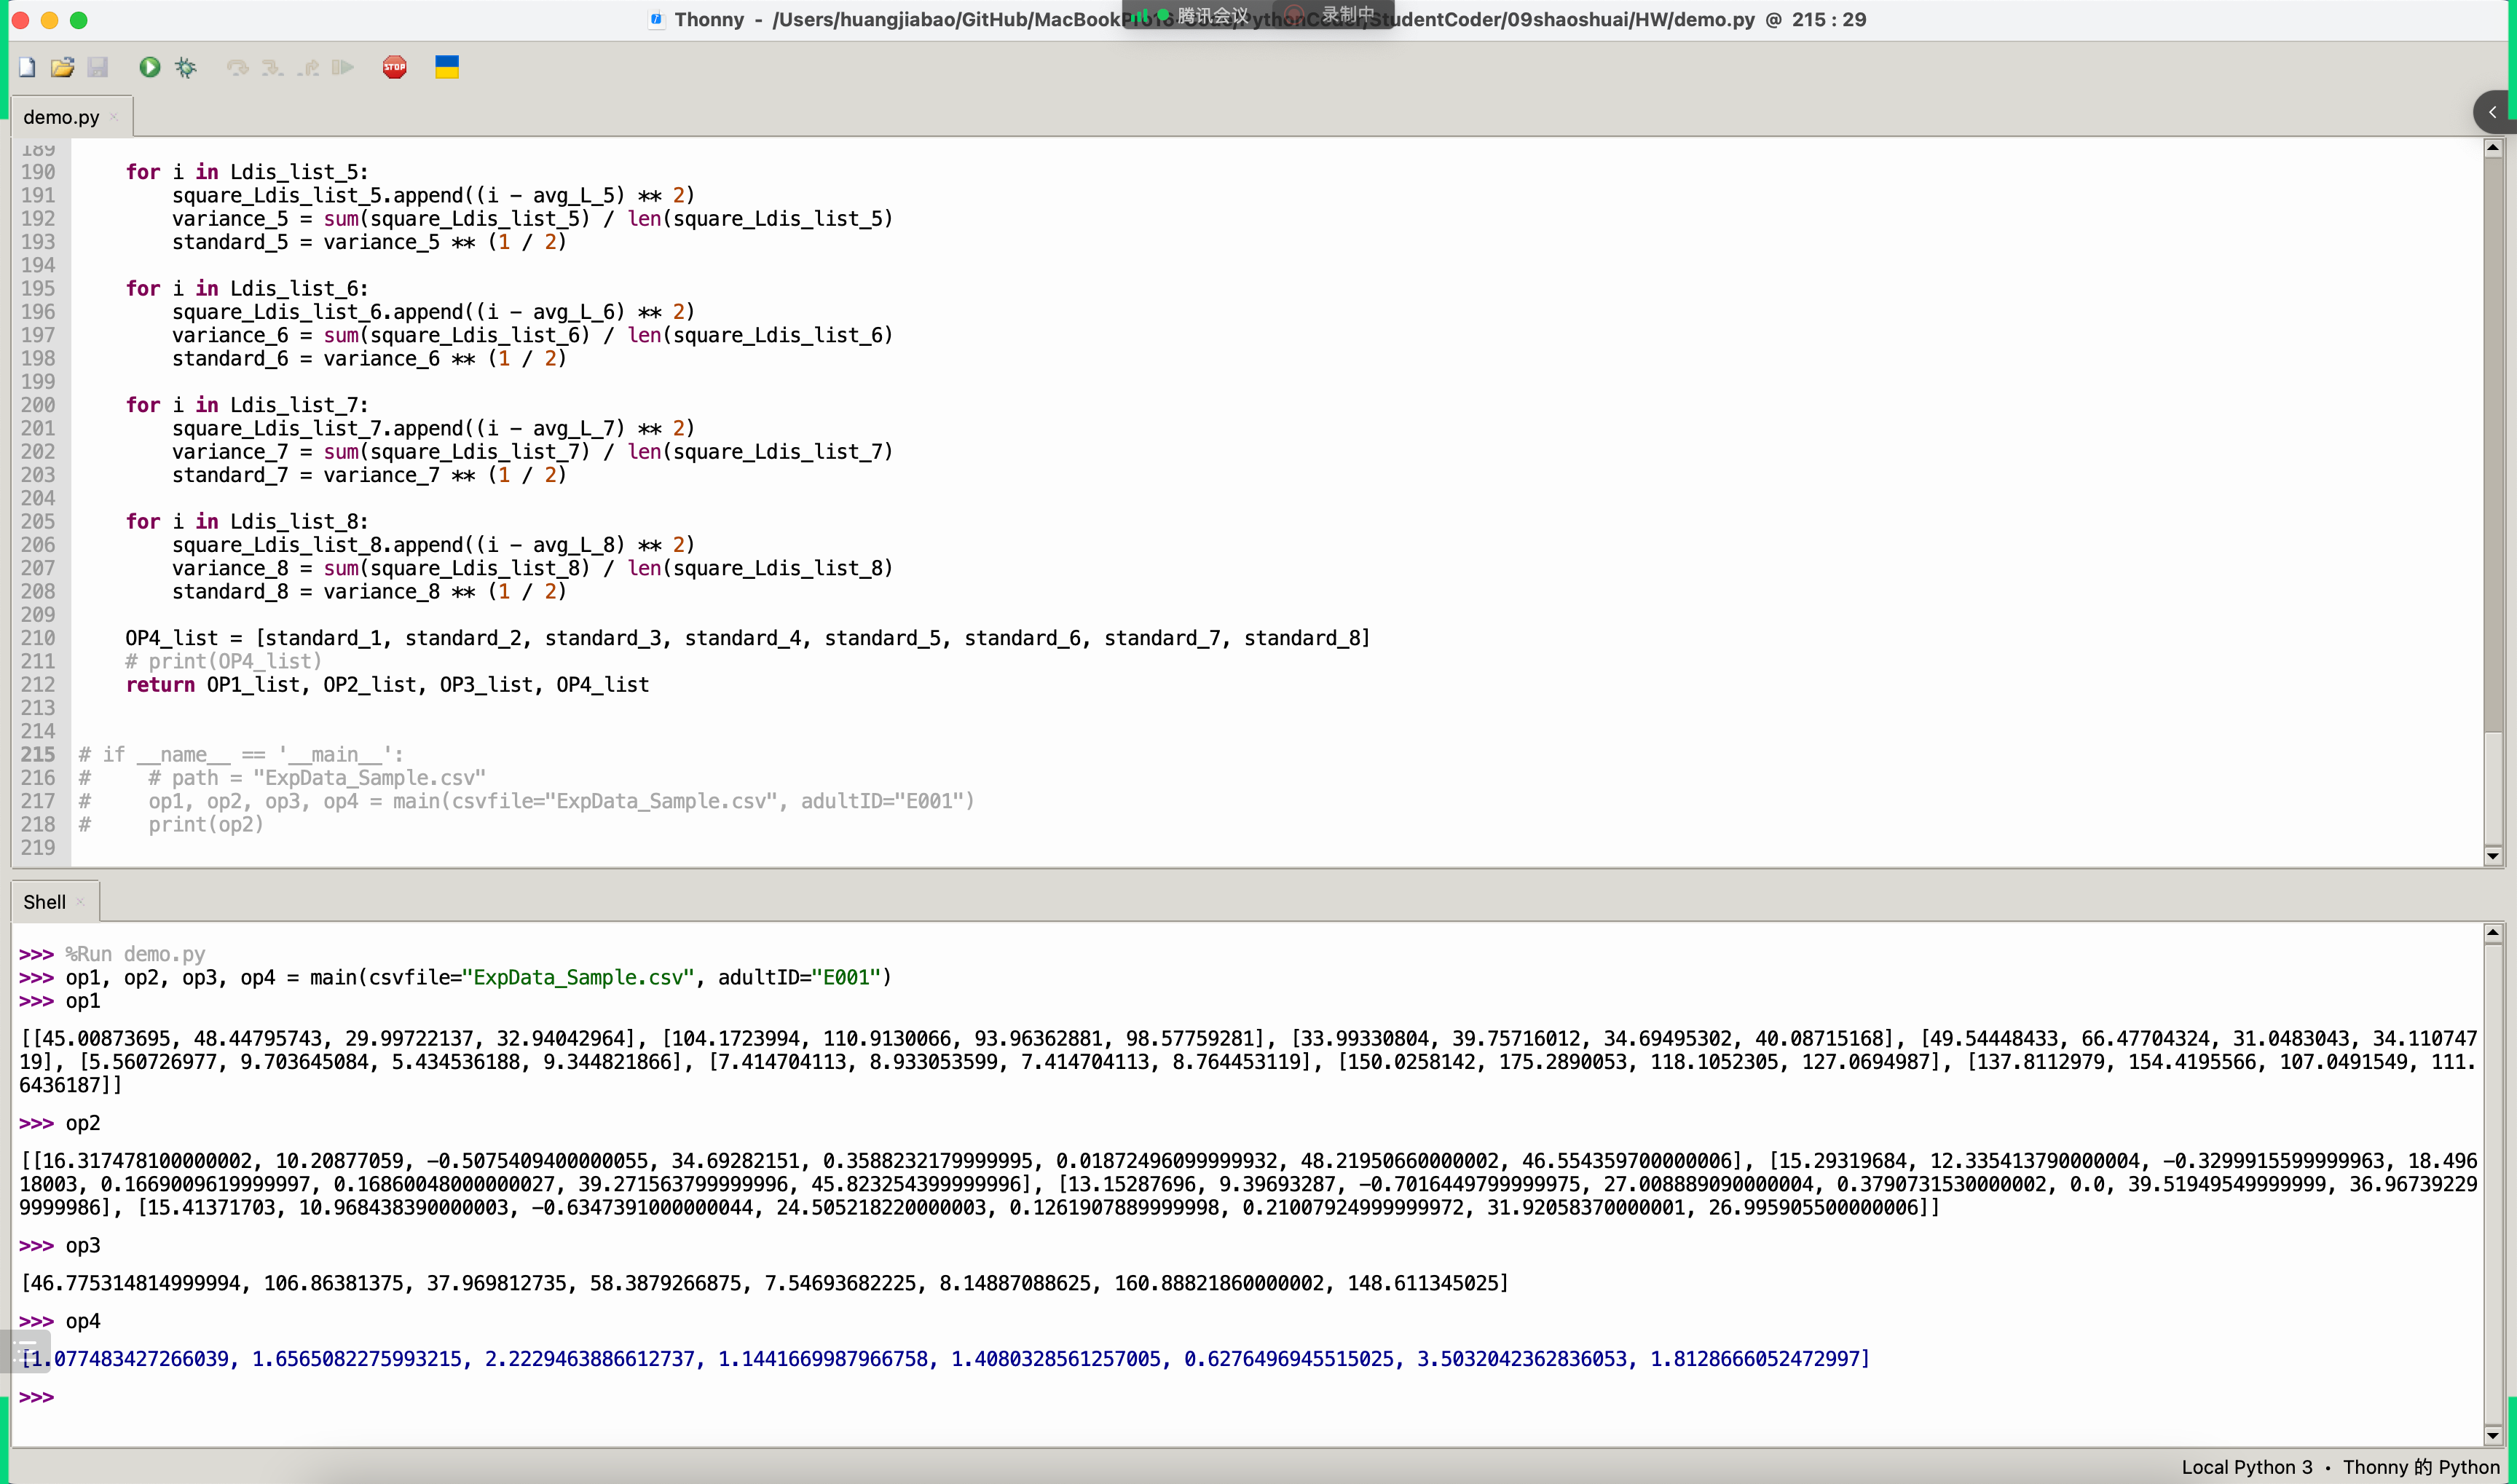 Thonny - /Users/huangjiabao/GitHub/MacBookP /PythonCoder/StudentCoder/09shaoshuai/HW/demo.py @ 215 : 29
腾讯会议 录制中
STOP
demo.py
189
190 for i in Ldis_list_5:
191 square_Ldis_list_5.append((i - avg_L_5) ** 2)
192 variance_5 = sum(square_Ldis_list_5) / len(square_Ldis_list_5)
193 standard_5 = variance_5 ** (1 / 2)
194
195 for i in Ldis_list_6:
196 square_Ldis_list_6.append((i - avg_L_6) ** 2)
197 variance_6 = sum(square_Ldis_list_6) / len(square_Ldis_list_6)
198 standard_6 = variance_6 ** (1 / 2)
199
200 for i in Ldis_list_7:
201 square_Ldis_list_7.append((i - avg_L_7) ** 2)
202 variance_7 = sum(square_Ldis_list_7) / len(square_Ldis_list_7)
203 standard_7 = variance_7 ** (1 / 2)
204
205 for i in Ldis_list_8:
206 square_Ldis_list_8.append((i - avg_L_8) ** 2)
207 variance_8 = sum(square_Ldis_list_8) / len(square_Ldis_list_8)
208 standard_8 = variance_8 ** (1 / 2)
209
210 OP4_list = [standard_1, standard_2, standard_3, standard_4, standard_5, standard_6, standard_7, standard_8]
211 # print(OP4_list)
212 return OP1_list, OP2_list, OP3_list, OP4_list
213
214
215 # if __name__ == '__main__':
216 # # path = "ExpData_Sample.csv"
217 # op1, op2, op3, op4 = main(csvfile="ExpData_Sample.csv", adultID="E001")
218 # print(op2)
219
Shell
>>> %Run demo.py
>>> op1, op2, op3, op4 = main(csvfile="ExpData_Sample.csv", adultID="E001")
>>> op1
[[45.00873695, 48.44795743, 29.99722137, 32.94042964], [104.1723994, 110.9130066, 93.96362881, 98.57759281], [33.99330804, 39.75716012, 34.69495302, 40.08715168], [49.54448433, 66.47704324, 31.0483043, 34.110747
19], [5.560726977, 9.703645084, 5.434536188, 9.344821866], [7.414704113, 8.933053599, 7.414704113, 8.764453119], [150.0258142, 175.2890053, 118.1052305, 127.0694987], [137.8112979, 154.4195566, 107.0491549, 111.
6436187]]
>>> op2
[[16.317478100000002, 10.20877059, -0.5075409400000055, 34.69282151, 0.3588232179999995, 0.01872496099999932, 48.21950660000002, 46.554359700000006], [15.29319684, 12.335413790000004, -0.3299915599999963, 18.496
18003, 0.1669009619999997, 0.16860048000000027, 39.271563799999996, 45.823254399999996], [13.15287696, 9.39693287, -0.7016449799999975, 27.008889090000004, 0.3790731530000002, 0.0, 39.51949549999999, 36.96739229
9999986], [15.41371703, 10.968438390000003, -0.6347391000000044, 24.505218220000003, 0.1261907889999998, 0.21007924999999972, 31.92058370000001, 26.995905500000006]]
>>> op3
[46.775314814999994, 106.86381375, 37.969812735, 58.3879266875, 7.54693682225, 8.14887088625, 160.88821860000002, 148.611345025]
>>> op4
[1.077483427266039, 1.6565082275993215, 2.2229463886612737, 1.1441669987966758, 1.4080328561257005, 0.6276496945515025, 3.5032042362836053, 1.8128666052472997]
>>>
Local Python 3 • Thonny 的 Python